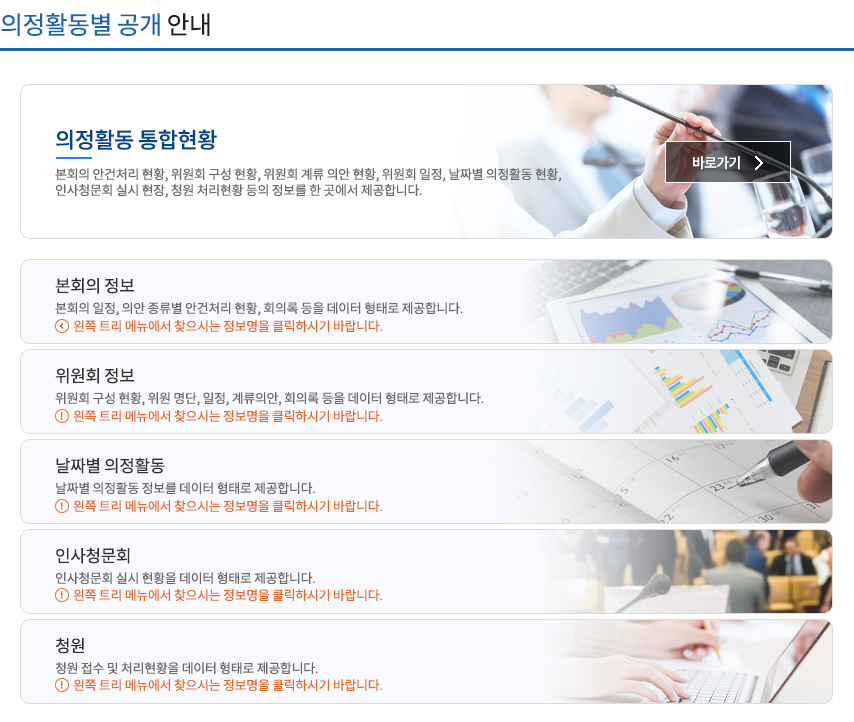 의정활동별 공개 안내
의정활동 통합현황
본회의 안건처리 현황, 위원회 구성 현황, 위원회 계류 의안 현황, 위원회 일정, 날짜별 의정활동 현황,
인사청문회 실시 현장, 청원 처리현황 등의 정보를 한 곳에서 제공합니다.
바로가기
본회의 정보
본회의 일정, 의안 종류별 안건처리 현황, 회의록 등을 데이터 형태로 제공합니다.
왼쪽 트리 메뉴에서 찾으시는 정보명을 클릭하시기 바랍니다.
위원회 정보
위원회 구성 현황, 위원 명단, 일정, 계류의안, 회의록 등을 데이터 형태로 제공합니다.
왼쪽 트리 메뉴에서 찾으시는 정보명을 클릭하시기 바랍니다.
날짜별 의정활동
날짜별 의정활동 정보를 데이터 형태로 제공합니다.
왼쪽 트리 메뉴에서 찾으시는 정보명을 클릭하시기 바랍니다.
16
23
22
30
31
인사청문회
인사청문회 실시 현황을 데이터 형태로 제공합니다.
왼쪽 트리 메뉴에서 찾으시는 정보명을 클릭하시기 바랍니다.
청원
청원 접수 및 처리현황을 데이터 형태로 제공합니다.
왼쪽 트리 메뉴에서 찾으시는 정보명을 클릭하시기 바랍니다.